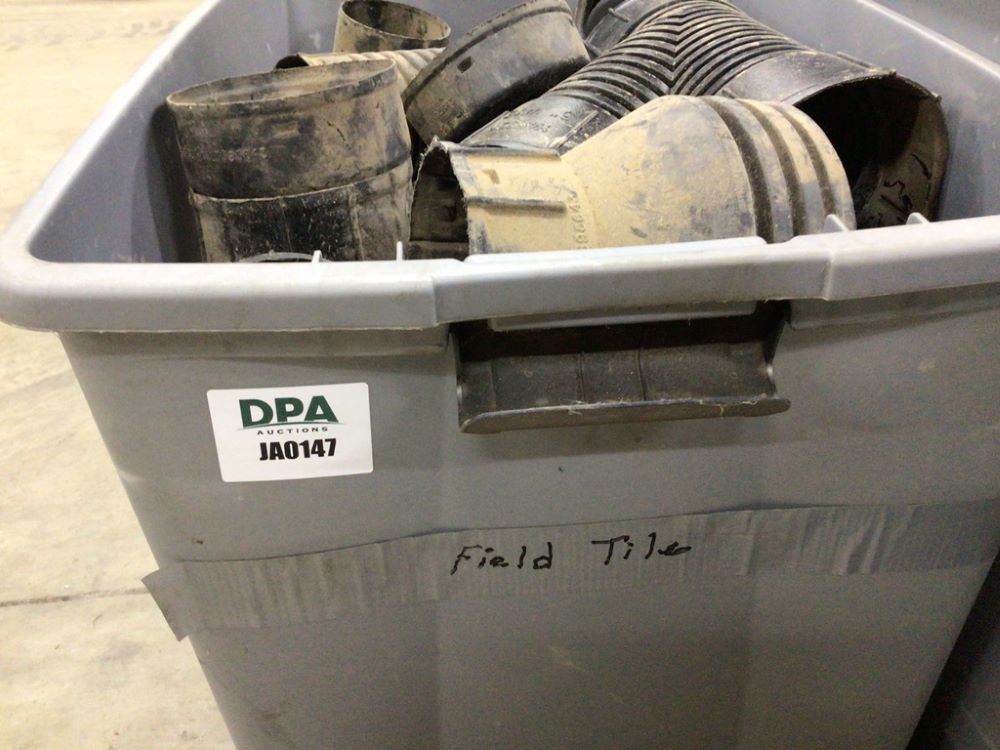 DPA
AUCTIONS
JA0147
Field Tile